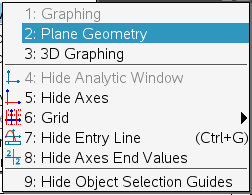 1: Graphing
2: Plane Geometry
3: 3D Graphing
4: Hide Analytic Window
5: Hide Axes
6: Grid
7: Hide Entry Line (Ctrl+G)
8: Hide Axes End Values
9: Hide Object Selection Guides